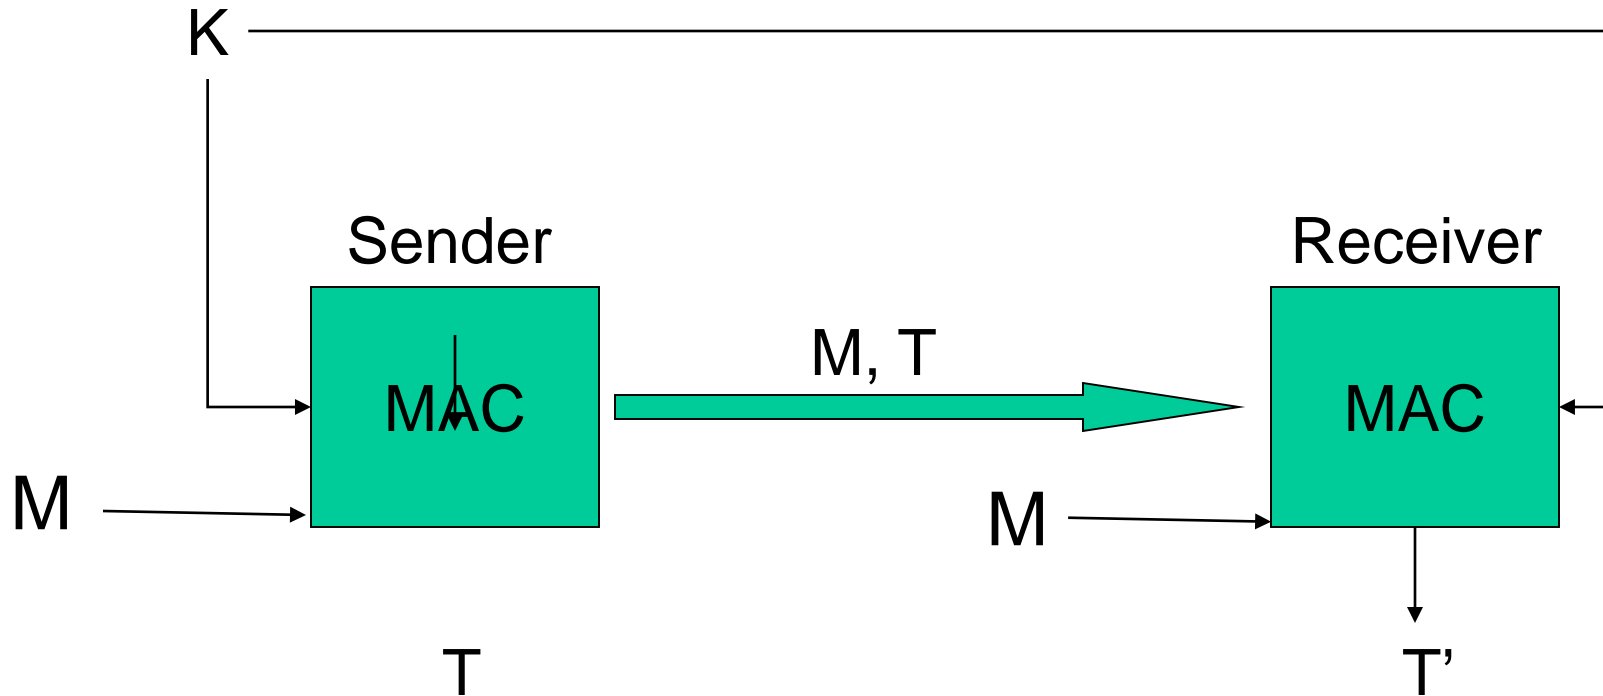 K
Sender
Receiver
M, T
MAC
MAC
M
M
T
T’